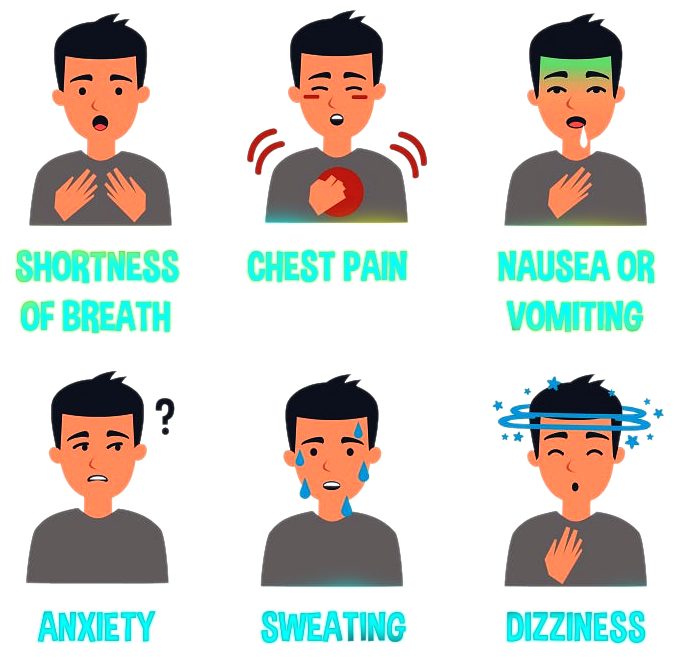 SHORTNESS
OF BREATH
CHEST PAIN
NAUSEA OR
VOMITING
?
ANXIETY
SWEATING
DIZZINESS